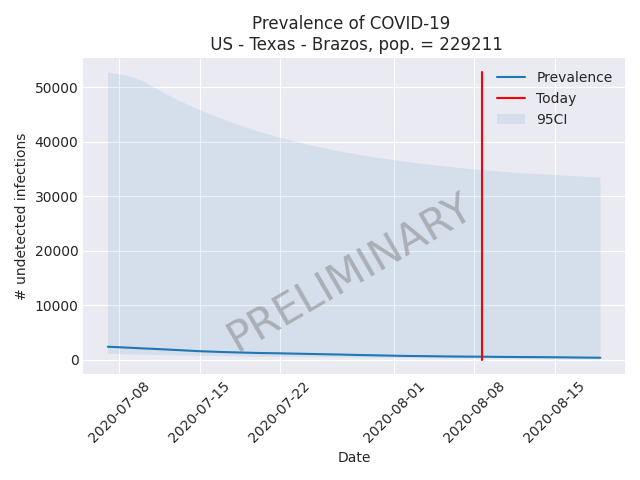 Prevalence of COVID-19
US - Texas - Brazos, pop. = 229211
Prevalence
Today
95CI
50000
40000
30000
20000
10000
0
# undetected infections
PRELIMINARY
2020-07-08
2020-07-15
2020-07-22
2020-08-01
2020-08-08
2020-08-15
Date